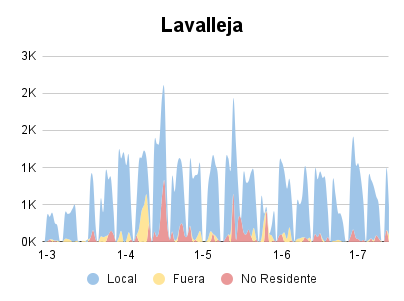 Lavalleja
3K
2K
2K
1K
1K
0K
1-3 1-4 1-5 1-6 1-7
Local Fuera No Residente